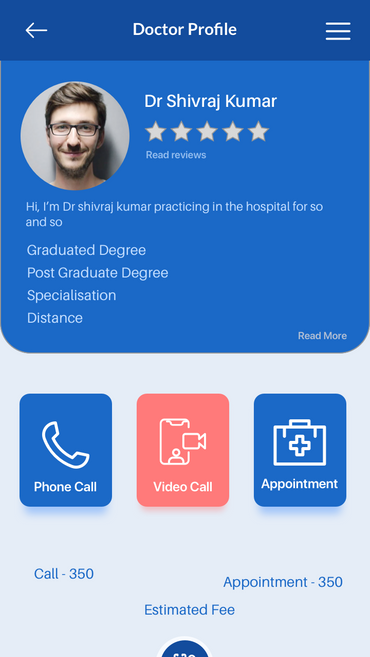 Doctor Profile
Dr Shivraj Kumar
Read reviews
Hi, I’m Dr shivraj kumar practicing in the hospital for so
and so
Graduated Degree
Post Graduate Degree
Specialisation
Distance
Read More
Phone Call
Video Call
Appointment
Call - 350
Appointment - 350
Estimated Fee